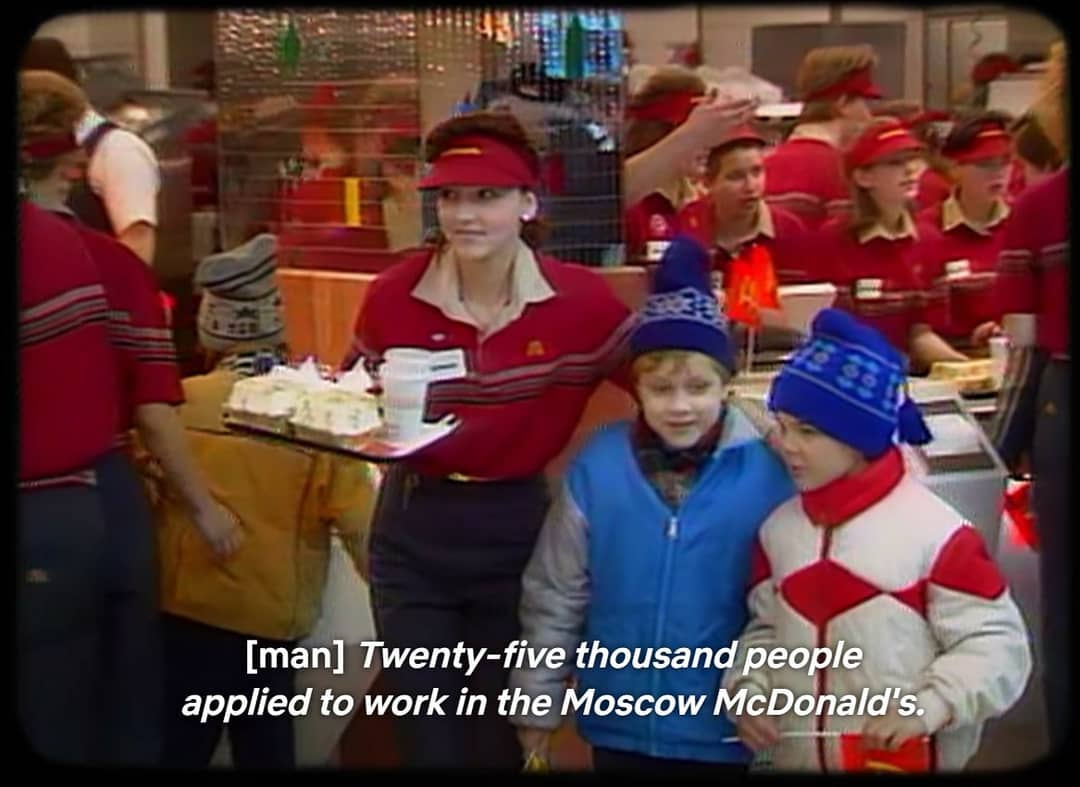 [man] Twenty-five thousand people
applied to work in the Moscow McDonald's.